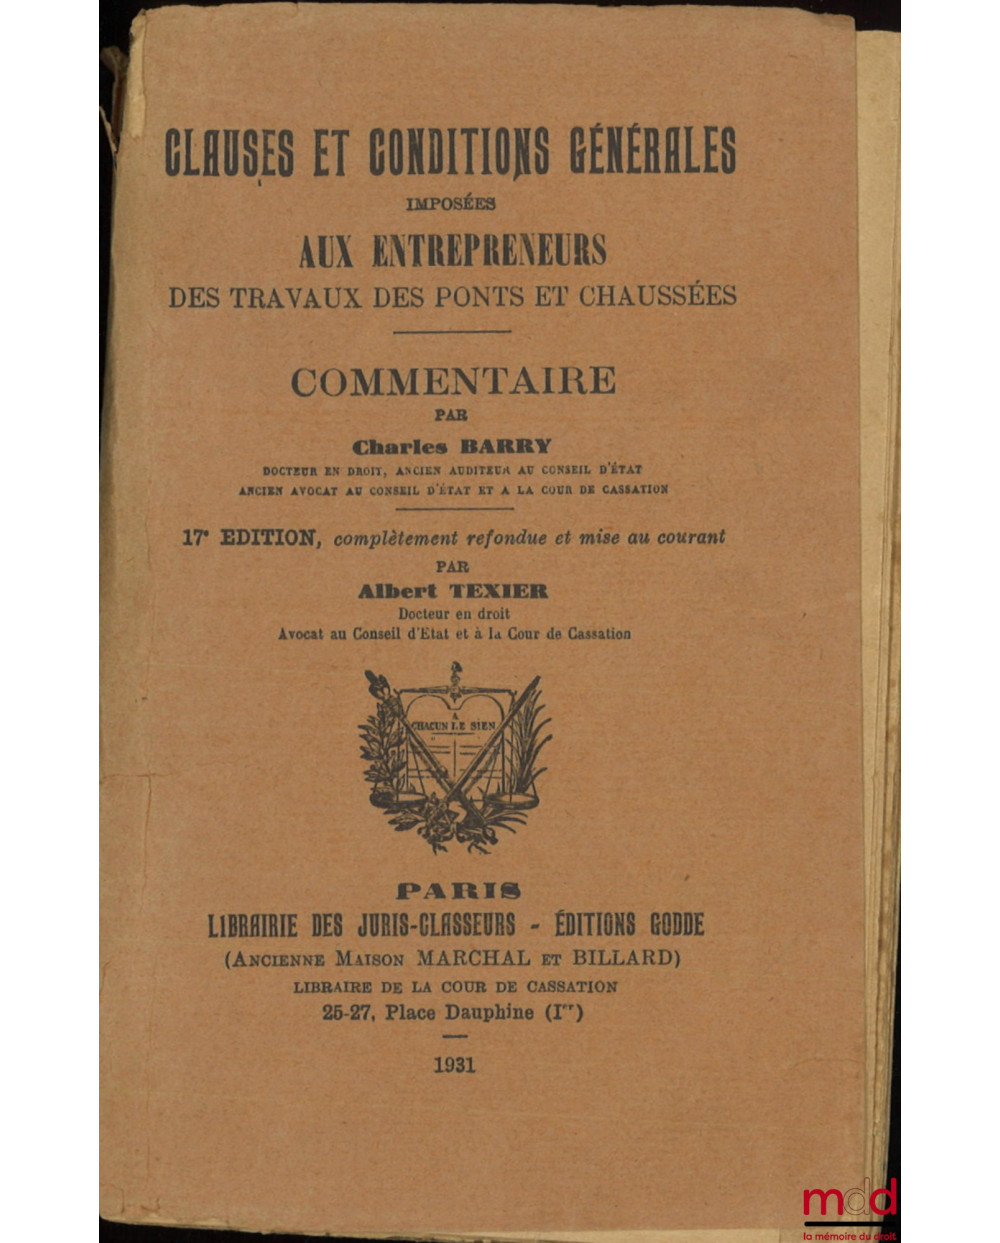 CLAUSES ET CONDITIONS GÉNÉRALES
IMPOSÉES
AUX ENTREPRENEURS
DES TRAVAUX DES PONTS ET CHAUSSÉES
COMMENTAIRE
PAR
Charles BARRY
DOCTEUR EN DROIT, ANCIEN AUDITEUR AU CONSEIL D'ÉTAT
ANCIEN AVOCAT AU CONSEIL D'ÉTAT ET A LA COUR DE CASSATION
17e EDITION, complètement refondue et mise au courant
PAR
Albert TEXIER
Docteur en droit
Avocat au Conseil d'Etat et à la Cour de Cassation
A
CHACUN LE SIEN
PARIS
LIBRAIRIE DES JURIS-CLASSEURS - ÉDITIONS GODDE
(ANCIENNE MAISON MARCHAL ET BILLARD)
LIBRAIRE DE LA COUR DE CASSATION
25-27, Place Dauphine (Ier)
1931
mdd
la mémoire du droit